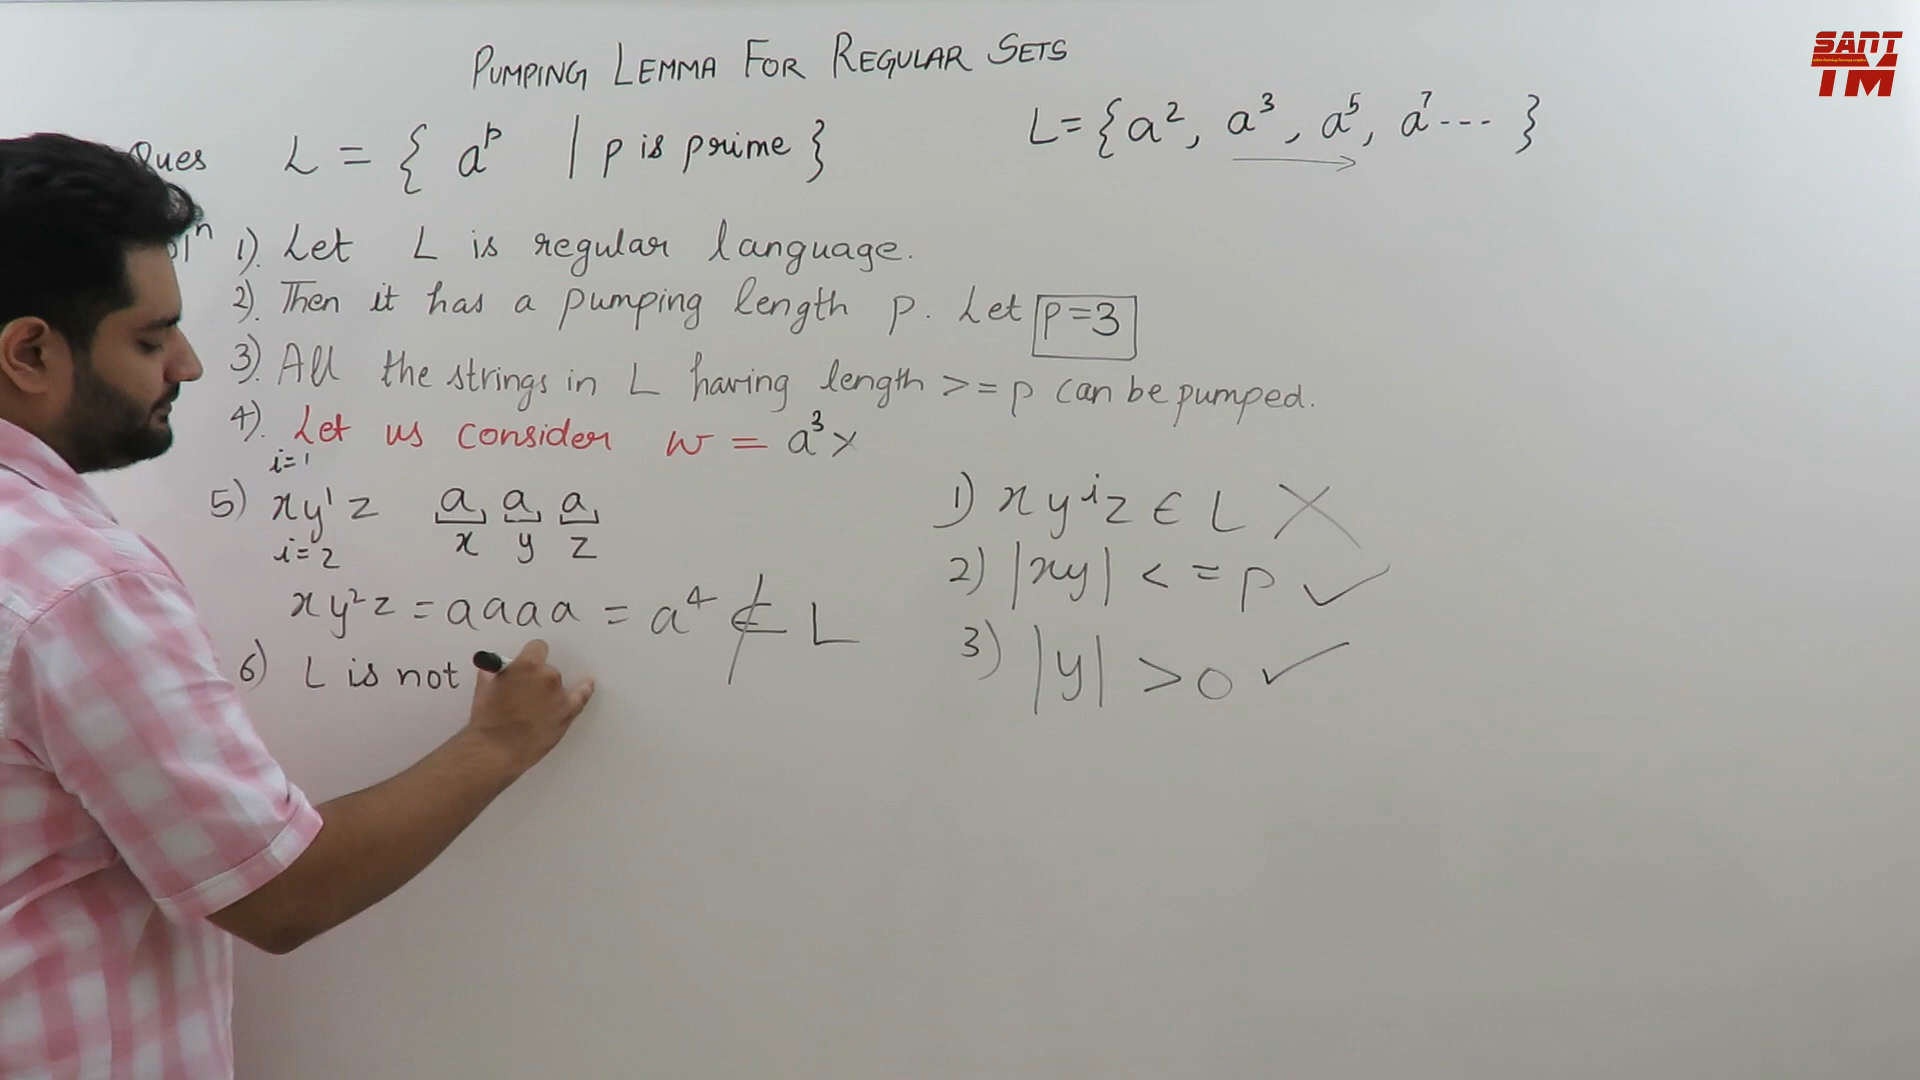 PUMPING LEMMA FOR REGULAR SETS
SANT
TM
Ques L = { a^p | p is prime }
L = { a², a³, a⁵, a⁷ --- }
1). Let L is regular language.
2). Then it has a pumping length p. Let p=3
3). All the strings in L having length >= p can be pumped.
4). Let us consider w = a³ x
i=1
5) xy¹z a a a
x y z
i=2
xy²z = aaaa = a⁴ ∉ L
6) L is not
1) xyⁱz ∈ L ✗
2) |xy| <= p ✓
3) |y| > 0 ✓